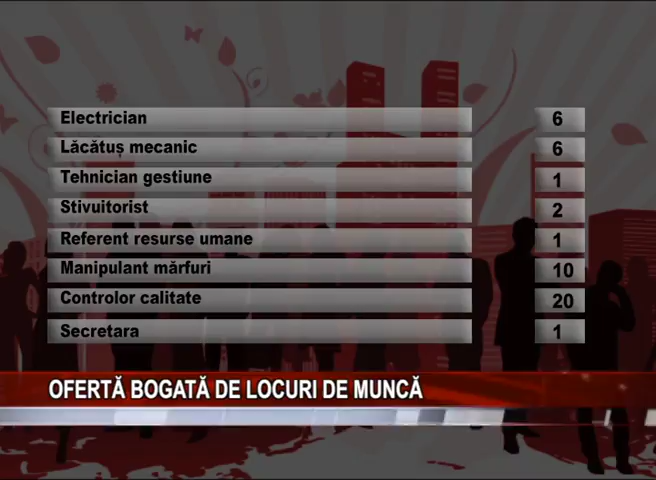 Electrician 6
Lăcătuș mecanic 6
Tehnician gestiune 1
Stivuitorist 2
Referent resurse umane 1
Manipulant mărfuri 10
Controlor calitate 20
Secretara 1
OFERTĂ BOGATĂ DE LOCURI DE MUNCĂ